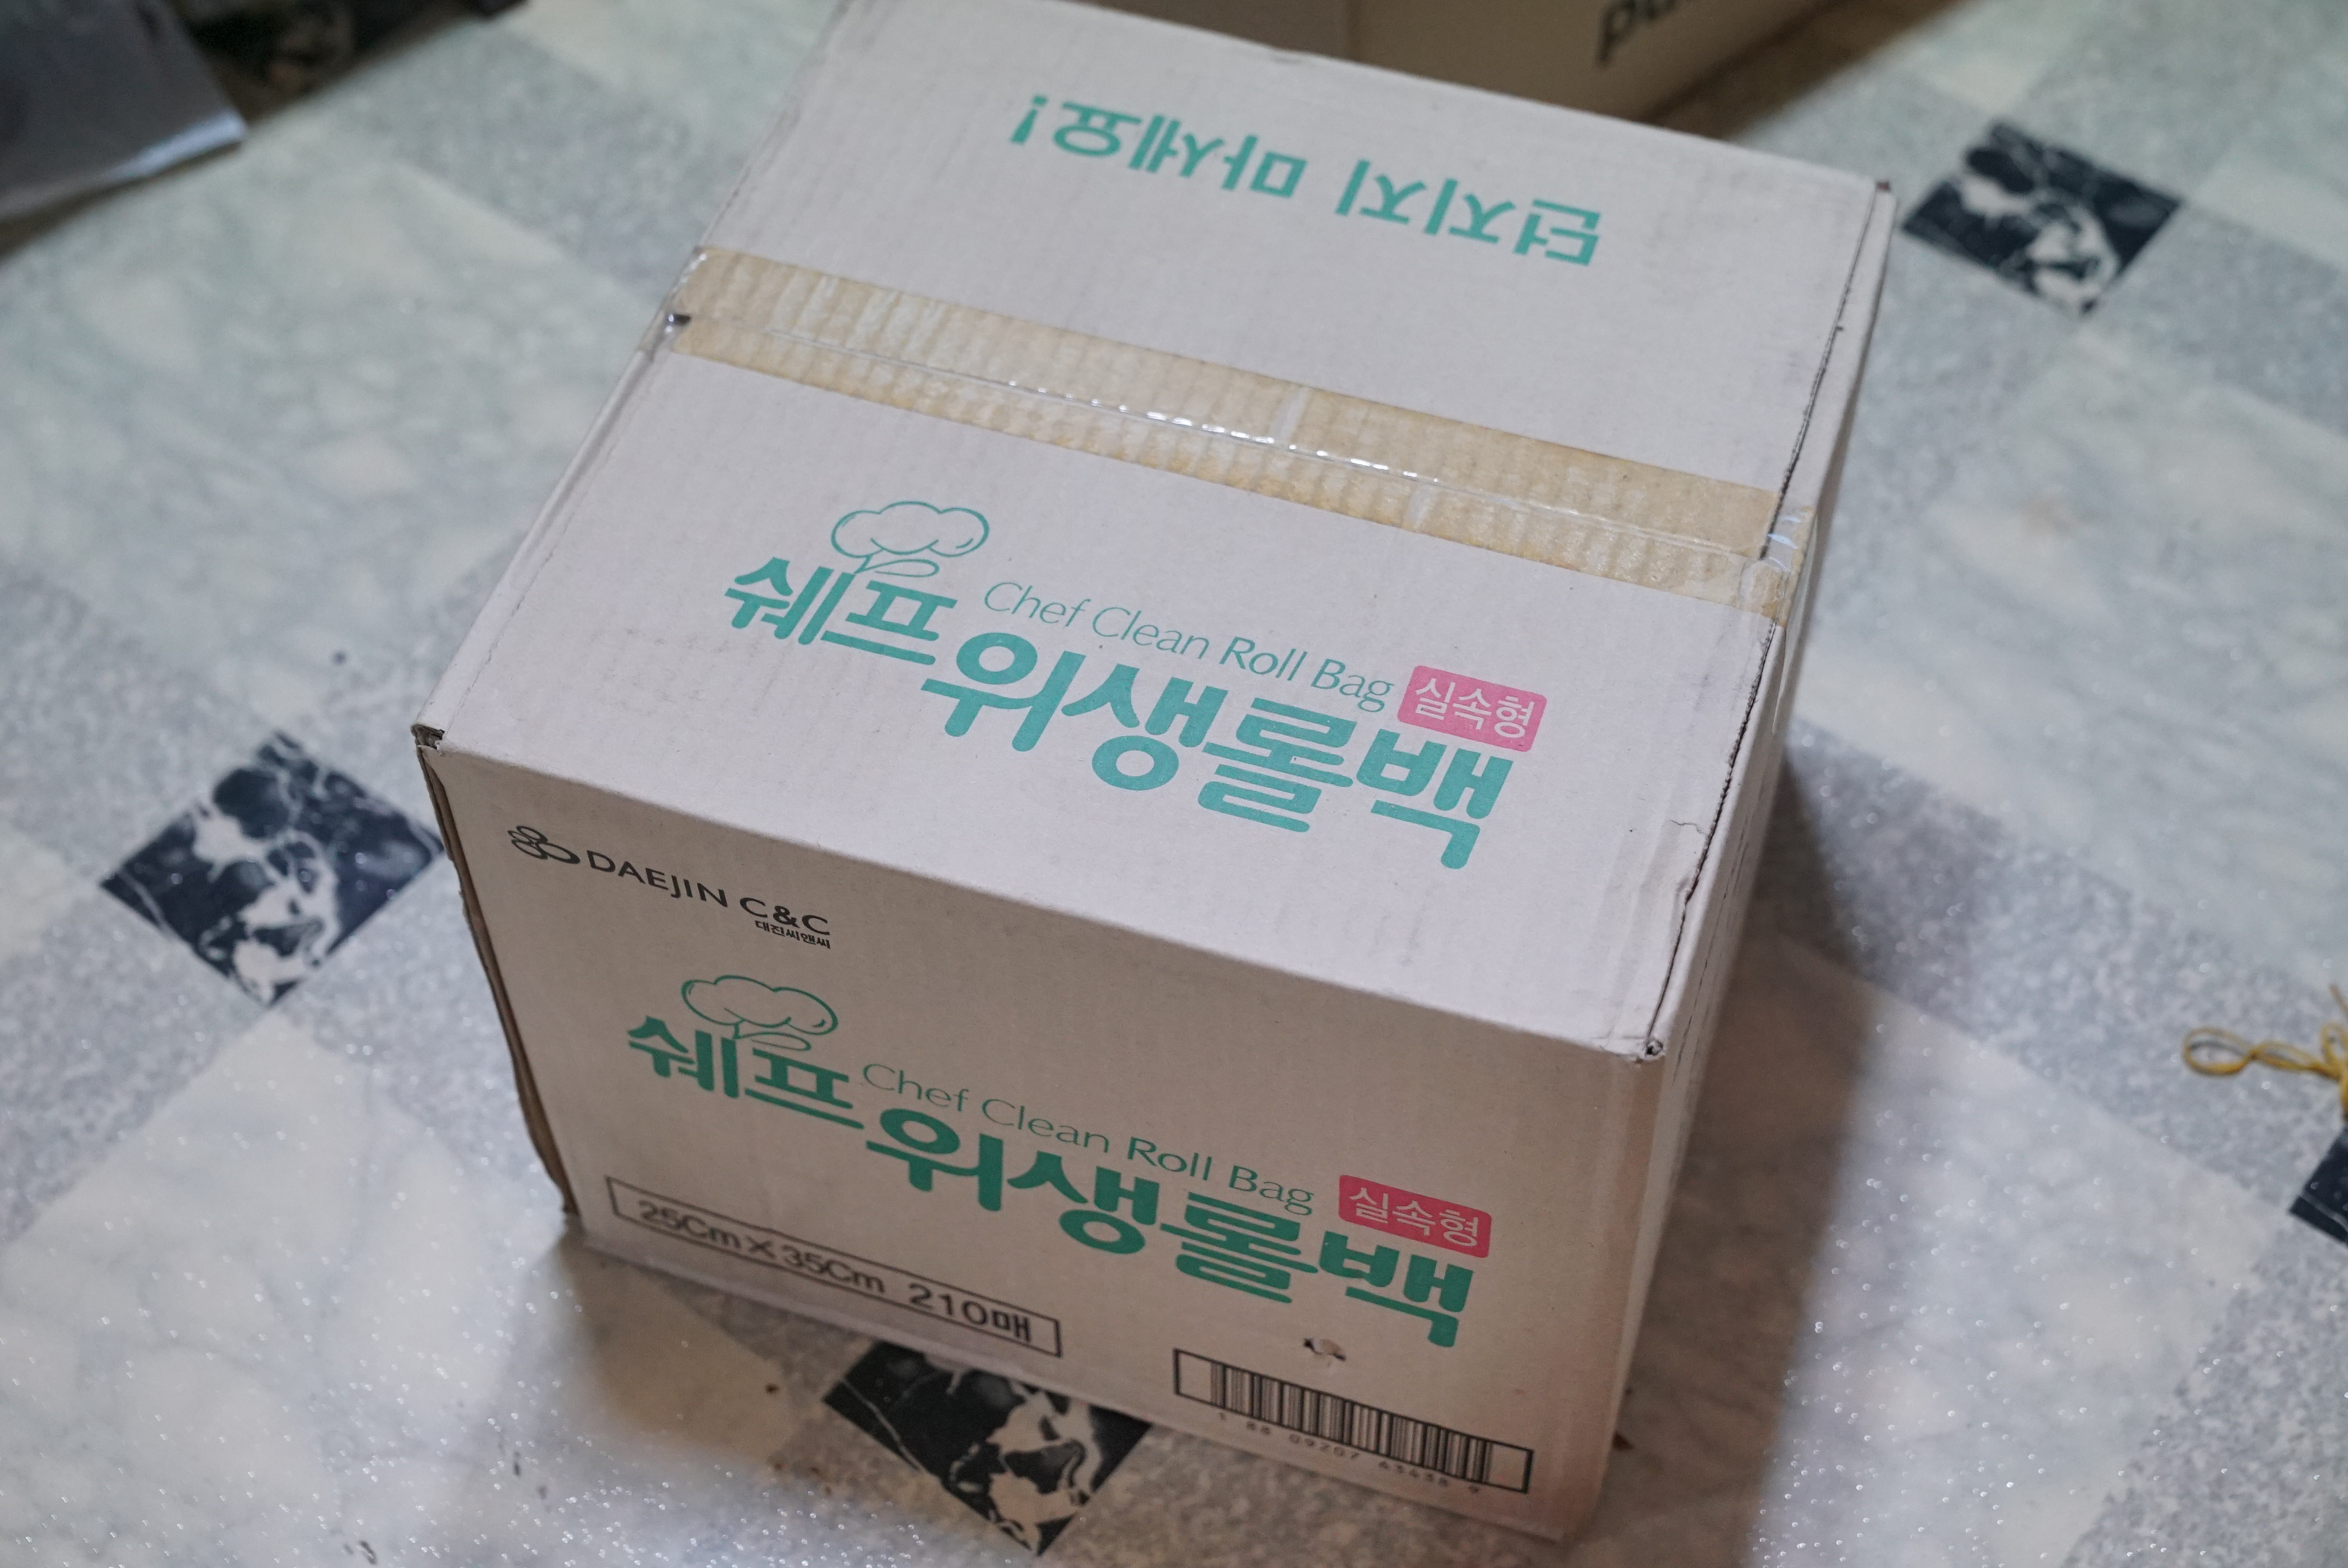 던지지 마세요!
Chef Clean Roll Bag
실속형
쉐프위생롤백
DAEJIN C&C
대진씨앤씨
Chef Clean Roll Bag
실속형
쉐프위생롤백
25Cm X 35Cm 210매